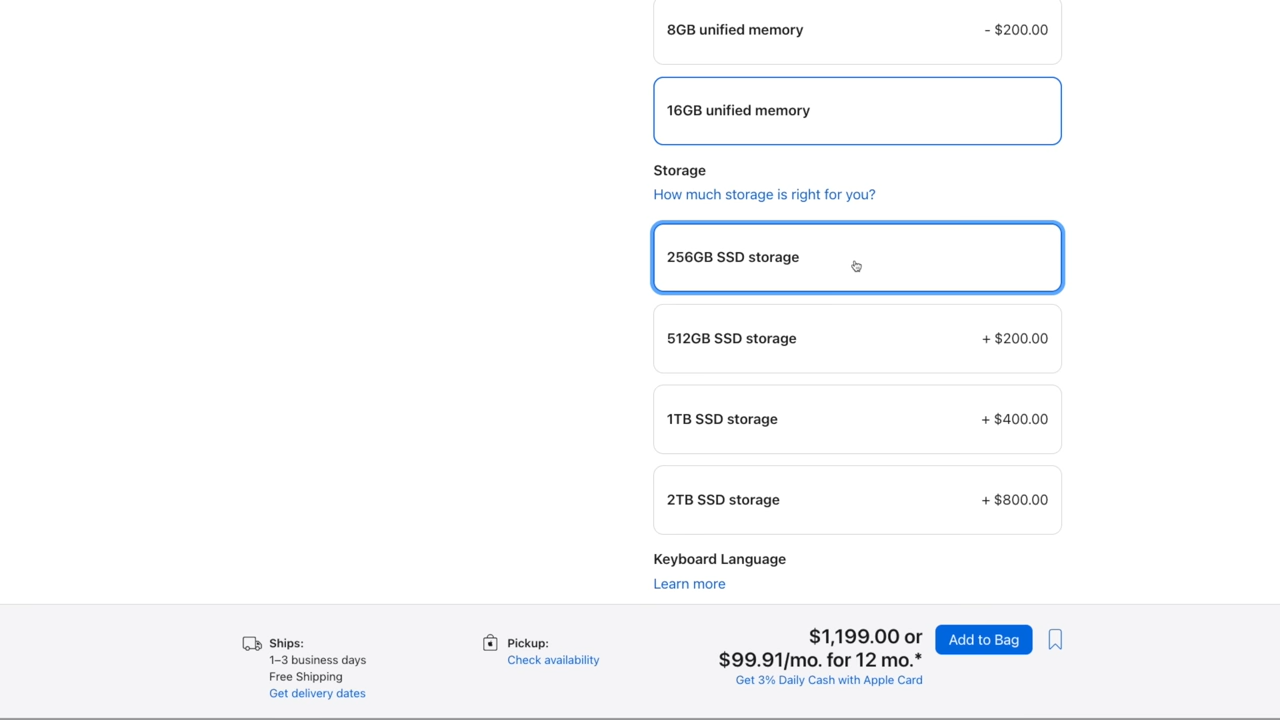 8GB unified memory - $200.00
16GB unified memory
Storage
How much storage is right for you?
256GB SSD storage
512GB SSD storage + $200.00
1TB SSD storage + $400.00
2TB SSD storage + $800.00
Keyboard Language
Learn more
Ships:
1–3 business days
Free Shipping
Get delivery dates
Pickup:
Check availability
$1,199.00 or
$99.91/mo. for 12 mo.*
Get 3% Daily Cash with Apple Card
Add to Bag